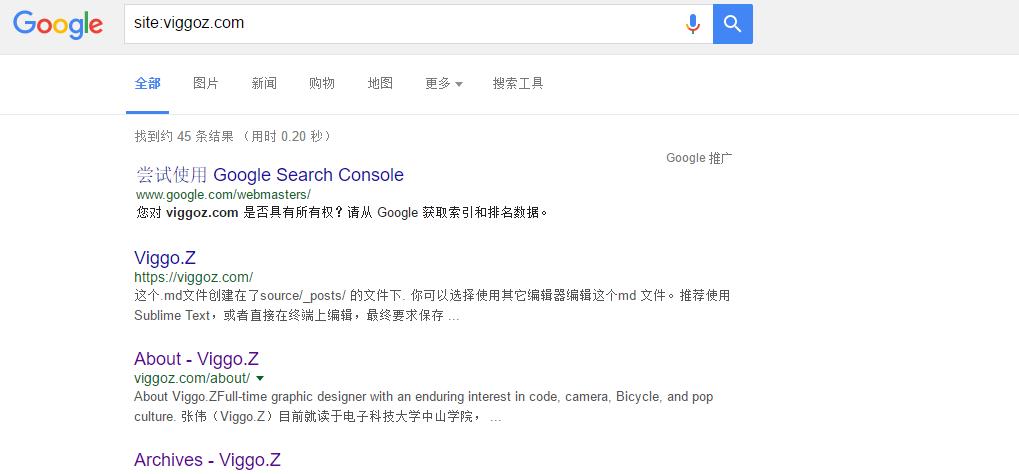 Google
site:viggoz.com
全部 图片 新闻 购物 地图 更多 搜索工具
找到约 45 条结果 （用时 0.20 秒）
Google 推广
尝试使用 Google Search Console
www.google.com/webmasters/
您对 viggoz.com 是否具有所有权？请从 Google 获取索引和排名数据。
Viggo.Z
https://viggoz.com/
这个.md文件创建在了source/_posts/ 的文件下. 你可以选择使用其它编辑器编辑这个md 文件。推荐使用
Sublime Text，或者直接在终端上编辑，最终要求保存 ...
About - Viggo.Z
viggoz.com/about/
About Viggo.ZFull-time graphic designer with an enduring interest in code, camera, Bicycle, and pop
culture. 张伟（Viggo.Z）目前就读于电子科技大学中山学院， ...
Archives - Viggo.Z